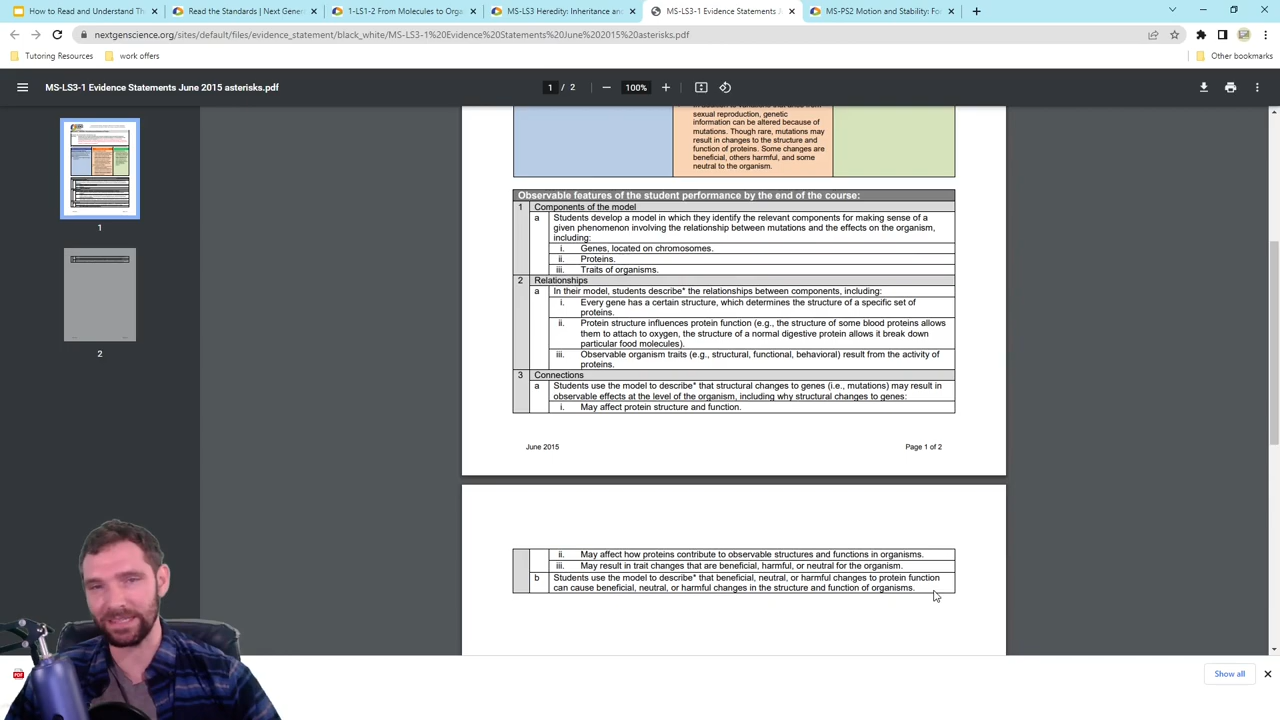 How to Read and Understand Th
Read the Standards | Next Gener
1-LS1-2 From Molecules to Orga
MS-LS3 Heredity: Inheritance an
MS-LS3-1 Evidence Statements J
MS-PS2 Motion and Stability: Fo
nextgenscience.org/sites/default/files/evidence_statement/black_white/MS-LS3-1%20Evidence%20Statements%20June%202015%20asterisks.pdf
Tutoring Resources
work offers
Other bookmarks
MS-LS3-1 Evidence Statements June 2015 asterisks.pdf
1 / 2
100%
1
2
sexual reproduction, genetic
information can be altered because of
mutations. Though rare, mutations may
result in changes to the structure and
function of proteins. Some changes are
beneficial, others harmful, and some
neutral to the organism.
Observable features of the student performance by the end of the course:
1 Components of the model
a Students develop a model in which they identify the relevant components for making sense of a
given phenomenon involving the relationship between mutations and the effects on the organism,
including:
i. Genes, located on chromosomes.
ii. Proteins.
iii. Traits of organisms.
2 Relationships
a In their model, students describe* the relationships between components, including:
i. Every gene has a certain structure, which determines the structure of a specific set of
proteins.
ii. Protein structure influences protein function (e.g., the structure of some blood proteins allows
them to attach to oxygen, the structure of a normal digestive protein allows it break down
particular food molecules).
iii. Observable organism traits (e.g., structural, functional, behavioral) result from the activity of
proteins.
3 Connections
a Students use the model to describe* that structural changes to genes (i.e., mutations) may result in
observable effects at the level of the organism, including why structural changes to genes:
i. May affect protein structure and function.
June 2015
Page 1 of 2
ii. May affect how proteins contribute to observable structures and functions in organisms.
iii. May result in trait changes that are beneficial, harmful, or neutral for the organism.
b Students use the model to describe* that beneficial, neutral, or harmful changes to protein function
can cause beneficial, neutral, or harmful changes in the structure and function of organisms.
PDF
Show all